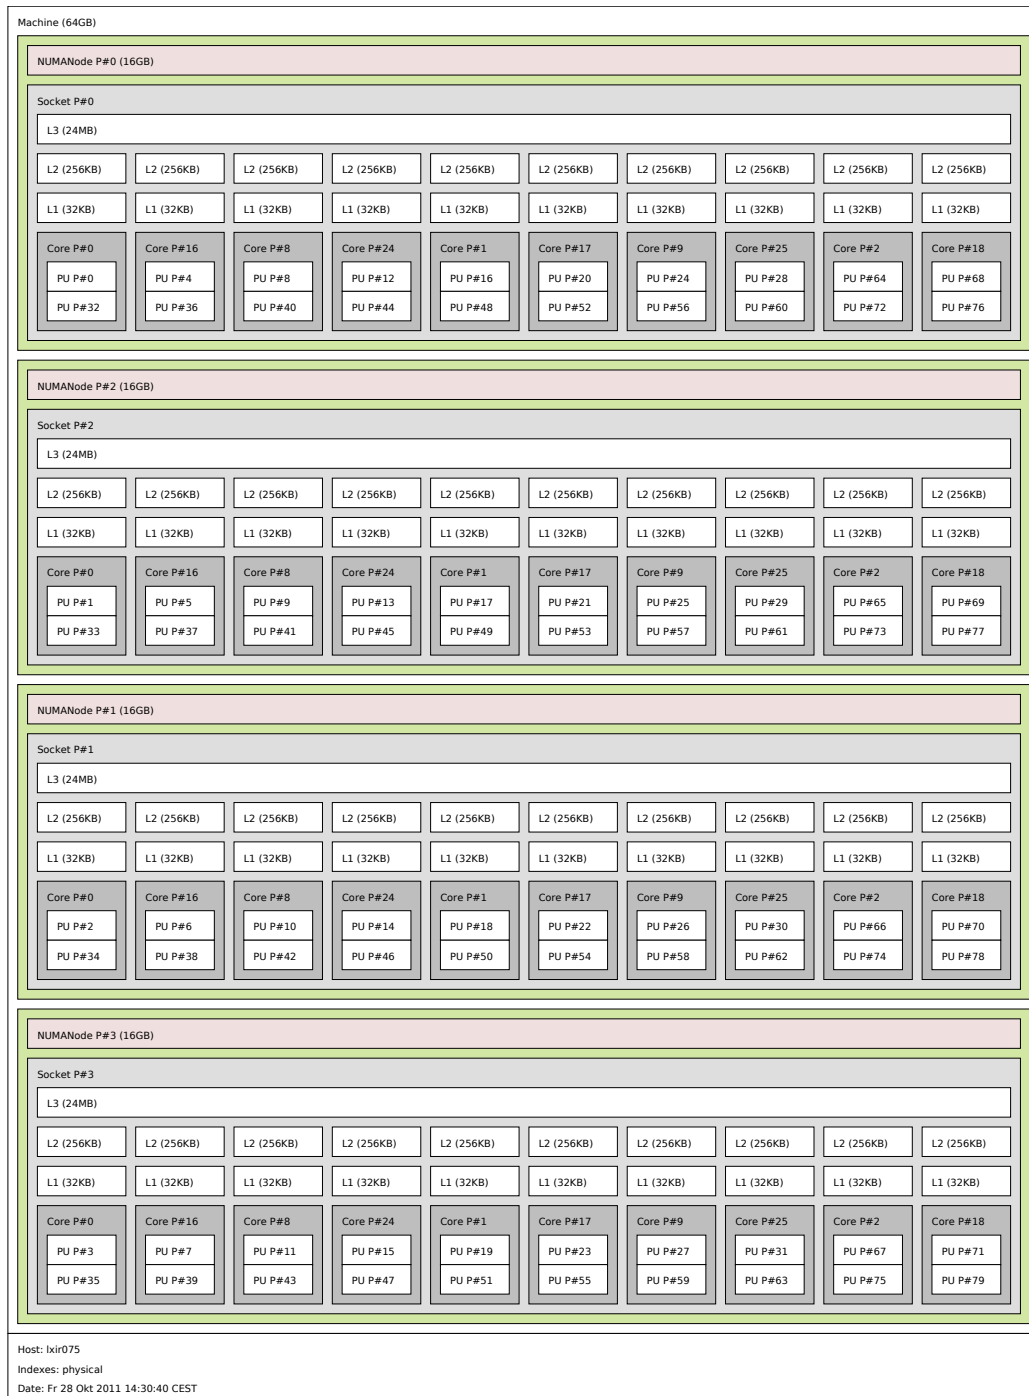 Machine (64GB)
NUMANode P#0 (16GB)
Socket P#0
L3 (24MB)
L2 (256KB) L2 (256KB) L2 (256KB) L2 (256KB) L2 (256KB) L2 (256KB) L2 (256KB) L2 (256KB) L2 (256KB) L2 (256KB)
L1 (32KB) L1 (32KB) L1 (32KB) L1 (32KB) L1 (32KB) L1 (32KB) L1 (32KB) L1 (32KB) L1 (32KB) L1 (32KB)
Core P#0 Core P#16 Core P#8 Core P#24 Core P#1 Core P#17 Core P#9 Core P#25 Core P#2 Core P#18
PU P#0 PU P#4 PU P#8 PU P#12 PU P#16 PU P#20 PU P#24 PU P#28 PU P#64 PU P#68
PU P#32 PU P#36 PU P#40 PU P#44 PU P#48 PU P#52 PU P#56 PU P#60 PU P#72 PU P#76
NUMANode P#2 (16GB)
Socket P#2
L3 (24MB)
L2 (256KB) L2 (256KB) L2 (256KB) L2 (256KB) L2 (256KB) L2 (256KB) L2 (256KB) L2 (256KB) L2 (256KB) L2 (256KB)
L1 (32KB) L1 (32KB) L1 (32KB) L1 (32KB) L1 (32KB) L1 (32KB) L1 (32KB) L1 (32KB) L1 (32KB) L1 (32KB)
Core P#0 Core P#16 Core P#8 Core P#24 Core P#1 Core P#17 Core P#9 Core P#25 Core P#2 Core P#18
PU P#1 PU P#5 PU P#9 PU P#13 PU P#17 PU P#21 PU P#25 PU P#29 PU P#65 PU P#69
PU P#33 PU P#37 PU P#41 PU P#45 PU P#49 PU P#53 PU P#57 PU P#61 PU P#73 PU P#77
NUMANode P#1 (16GB)
Socket P#1
L3 (24MB)
L2 (256KB) L2 (256KB) L2 (256KB) L2 (256KB) L2 (256KB) L2 (256KB) L2 (256KB) L2 (256KB) L2 (256KB) L2 (256KB)
L1 (32KB) L1 (32KB) L1 (32KB) L1 (32KB) L1 (32KB) L1 (32KB) L1 (32KB) L1 (32KB) L1 (32KB) L1 (32KB)
Core P#0 Core P#16 Core P#8 Core P#24 Core P#1 Core P#17 Core P#9 Core P#25 Core P#2 Core P#18
PU P#2 PU P#6 PU P#10 PU P#14 PU P#18 PU P#22 PU P#26 PU P#30 PU P#66 PU P#70
PU P#34 PU P#38 PU P#42 PU P#46 PU P#50 PU P#54 PU P#58 PU P#62 PU P#74 PU P#78
NUMANode P#3 (16GB)
Socket P#3
L3 (24MB)
L2 (256KB) L2 (256KB) L2 (256KB) L2 (256KB) L2 (256KB) L2 (256KB) L2 (256KB) L2 (256KB) L2 (256KB) L2 (256KB)
L1 (32KB) L1 (32KB) L1 (32KB) L1 (32KB) L1 (32KB) L1 (32KB) L1 (32KB) L1 (32KB) L1 (32KB) L1 (32KB)
Core P#0 Core P#16 Core P#8 Core P#24 Core P#1 Core P#17 Core P#9 Core P#25 Core P#2 Core P#18
PU P#3 PU P#7 PU P#11 PU P#15 PU P#19 PU P#23 PU P#27 PU P#31 PU P#67 PU P#71
PU P#35 PU P#39 PU P#43 PU P#47 PU P#51 PU P#55 PU P#59 PU P#63 PU P#75 PU P#79
Host: lxir075
Indexes: physical
Date: Fr 28 Okt 2011 14:30:40 CEST